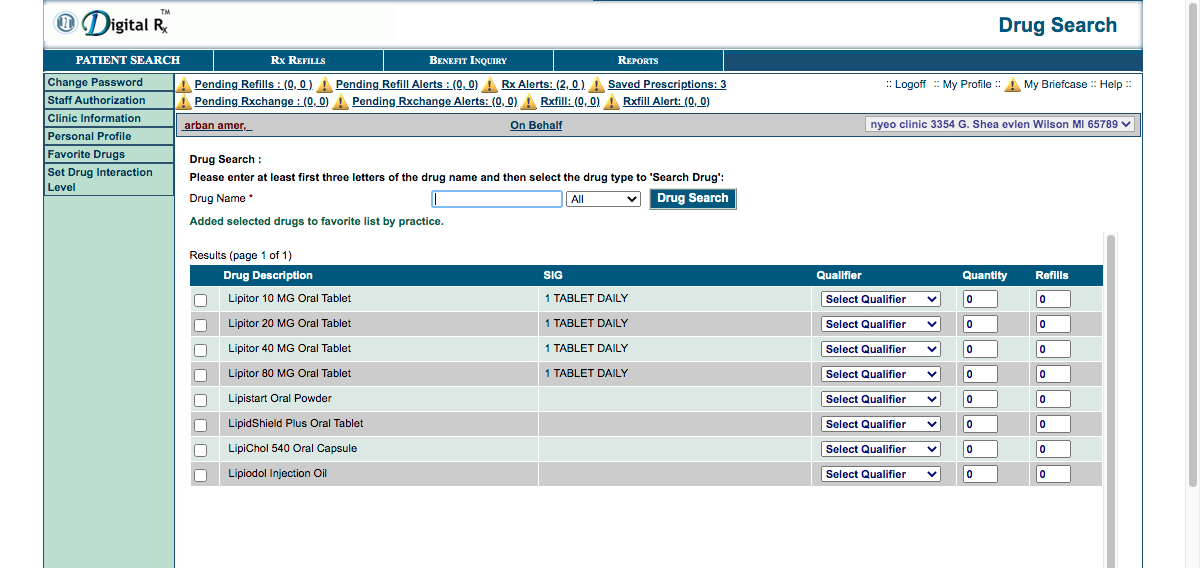 Digital Rx TM
Drug Search
PATIENT SEARCH
RX REFILLS
BENEFIT INQUIRY
REPORTS
Change Password
Staff Authorization
Clinic Information
Personal Profile
Favorite Drugs
Set Drug Interaction
Level
Pending Refills : (0, 0 ) Pending Refill Alerts : (0, 0) Rx Alerts: (2, 0 ) Saved Prescriptions: 3
:: Logoff :: My Profile :: My Briefcase :: Help ::
Pending Rxchange : (0, 0) Pending Rxchange Alerts: (0, 0) Rxfill: (0, 0) Rxfill Alert: (0, 0)
arban amer, On Behalf nyeo clinic 3354 G. Shea evlen Wilson MI 65789
Drug Search :
Please enter at least first three letters of the drug name and then select the drug type to 'Search Drug':
Drug Name * All Drug Search
Added selected drugs to favorite list by practice.
Results (page 1 of 1)
Drug Description SIG Qualifier Quantity Refills
Lipitor 10 MG Oral Tablet 1 TABLET DAILY Select Qualifier 0 0
Lipitor 20 MG Oral Tablet 1 TABLET DAILY Select Qualifier 0 0
Lipitor 40 MG Oral Tablet 1 TABLET DAILY Select Qualifier 0 0
Lipitor 80 MG Oral Tablet 1 TABLET DAILY Select Qualifier 0 0
Lipistart Oral Powder Select Qualifier 0 0
LipidShield Plus Oral Tablet Select Qualifier 0 0
LipiChol 540 Oral Capsule Select Qualifier 0 0
Lipiodol Injection Oil Select Qualifier 0 0